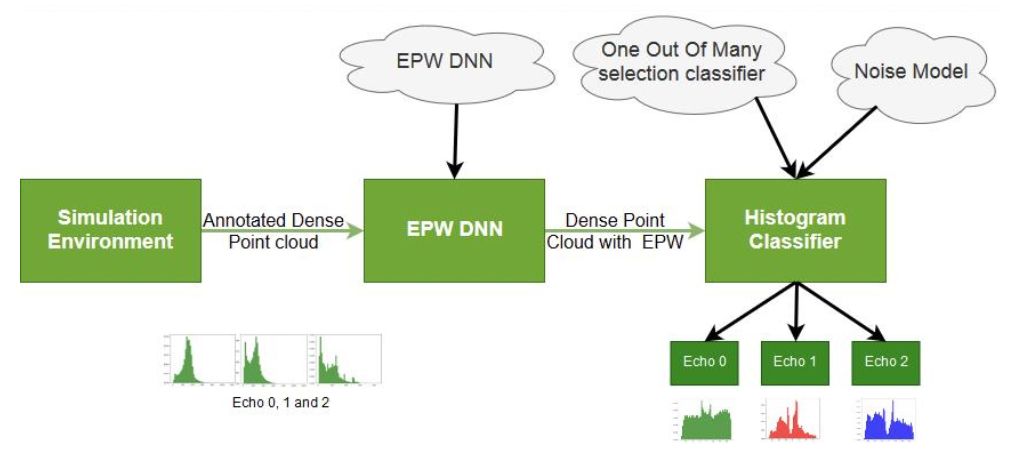 EPW DNN
One Out Of Many
selection classifier
Noise Model
Simulation
Environment
Annotated Dense
Point cloud
EPW DNN
Dense Point
Cloud with EPW
Histogram
Classifier
Echo 0
Echo 1
Echo 2
Echo 0, 1 and 2